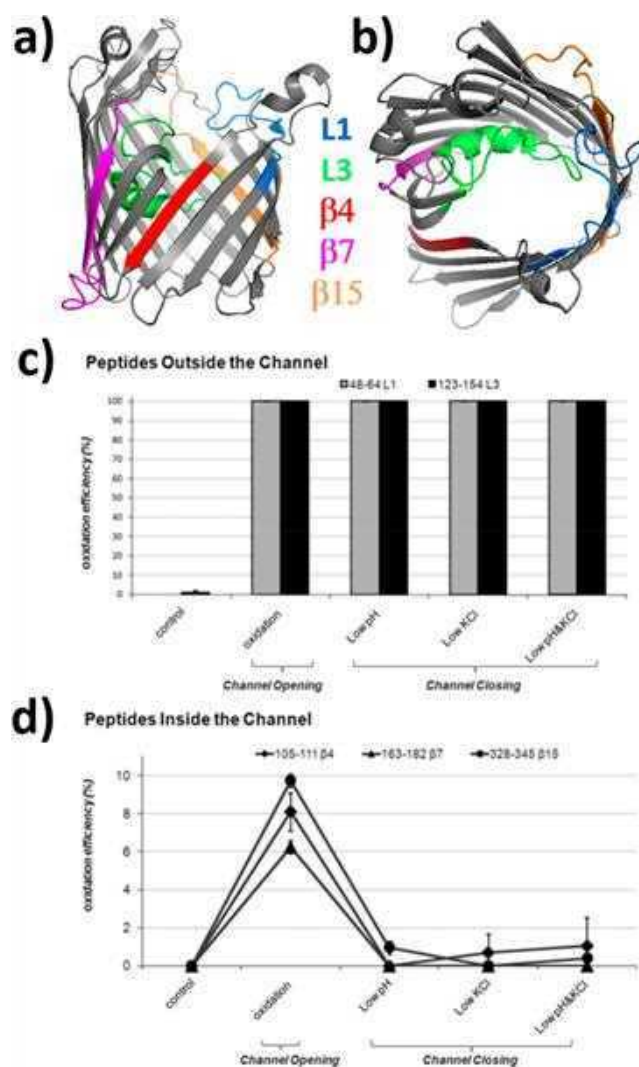 a)
b)
L1
L3
β4
β7
β15
c) Peptides Outside the Channel
48-64 L1 123-154 L3
oxidation efficiency (%)
100
90
80
70
60
50
40
30
20
10
0
control
oxidation
Low pH
Low KCl
Low pH&KCl
Channel Opening
Channel Closing
d) Peptides Inside the Channel
105-111 β4 163-182 β7 328-345 β15
oxidation efficiency (%)
10
8
6
4
2
0
control
oxidation
Low pH
Low KCl
Low pH&KCl
Channel Opening
Channel Closing